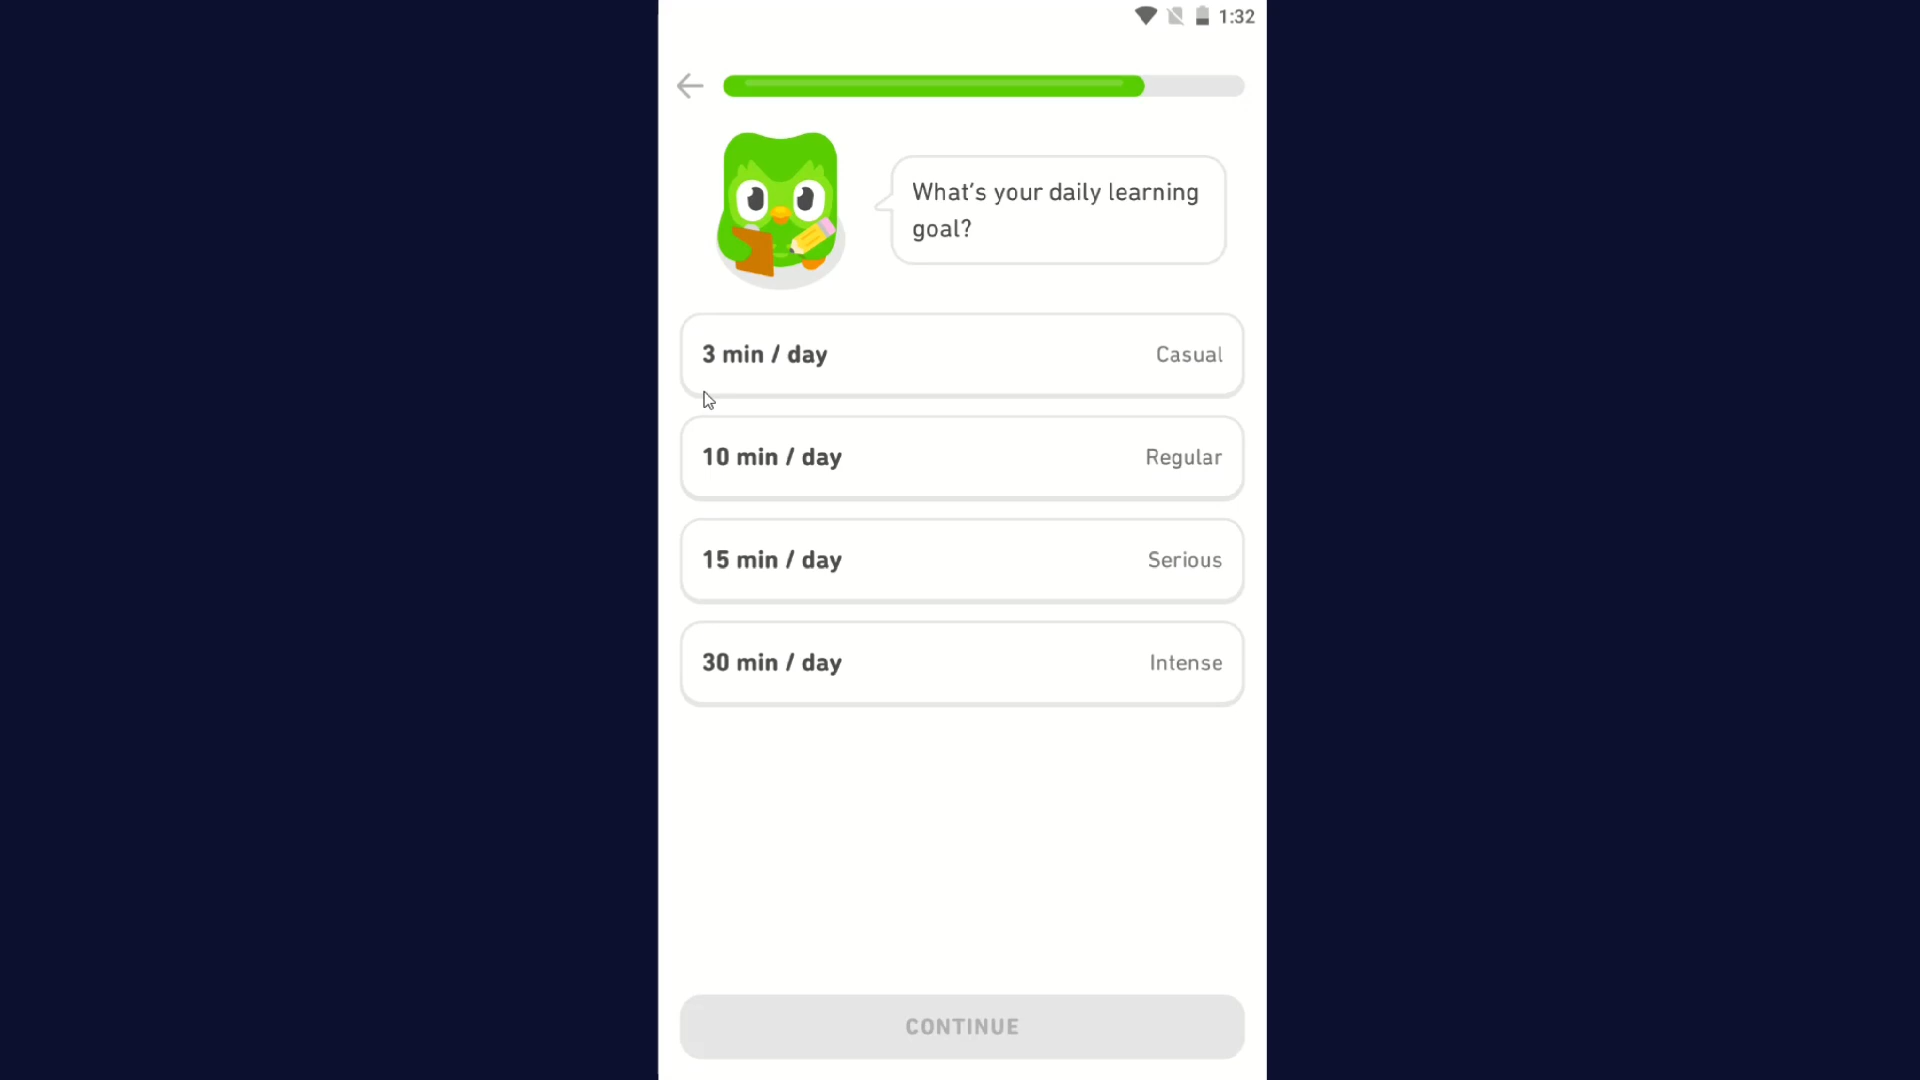 1:32
What's your daily learning
goal?
3 min / day Casual
10 min / day Regular
15 min / day Serious
30 min / day Intense
CONTINUE